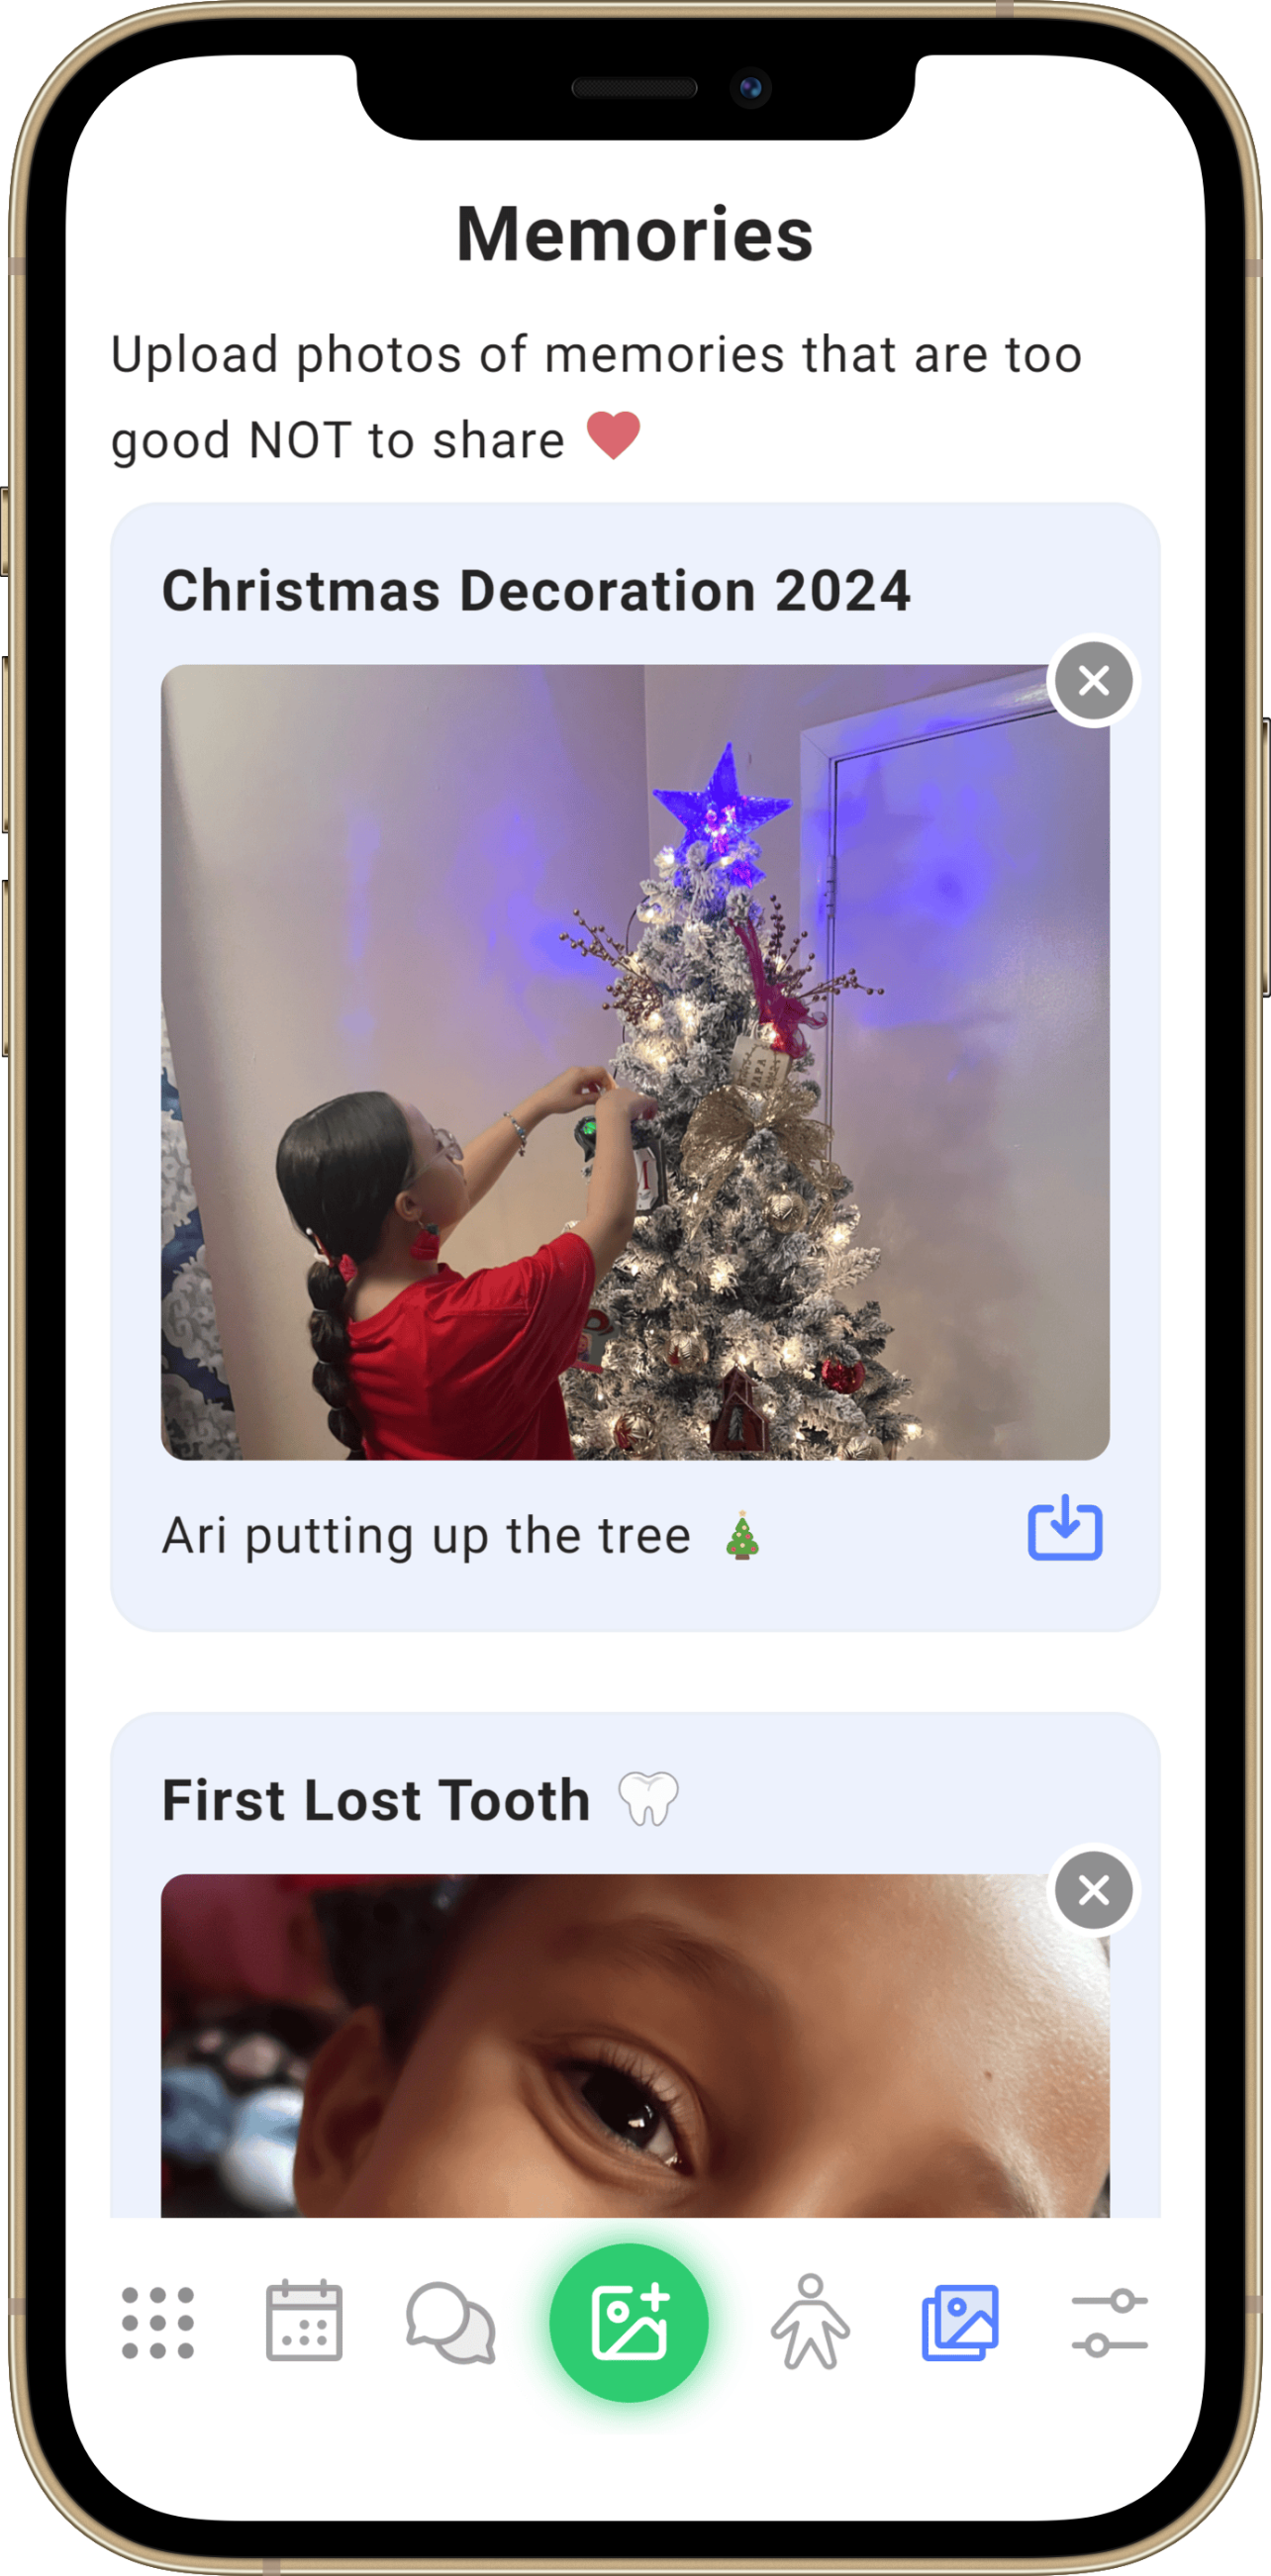 Memories
Upload photos of memories that are too
good NOT to share ❤️
Christmas Decoration 2024
Ari putting up the tree 🎄
First Lost Tooth 🦷